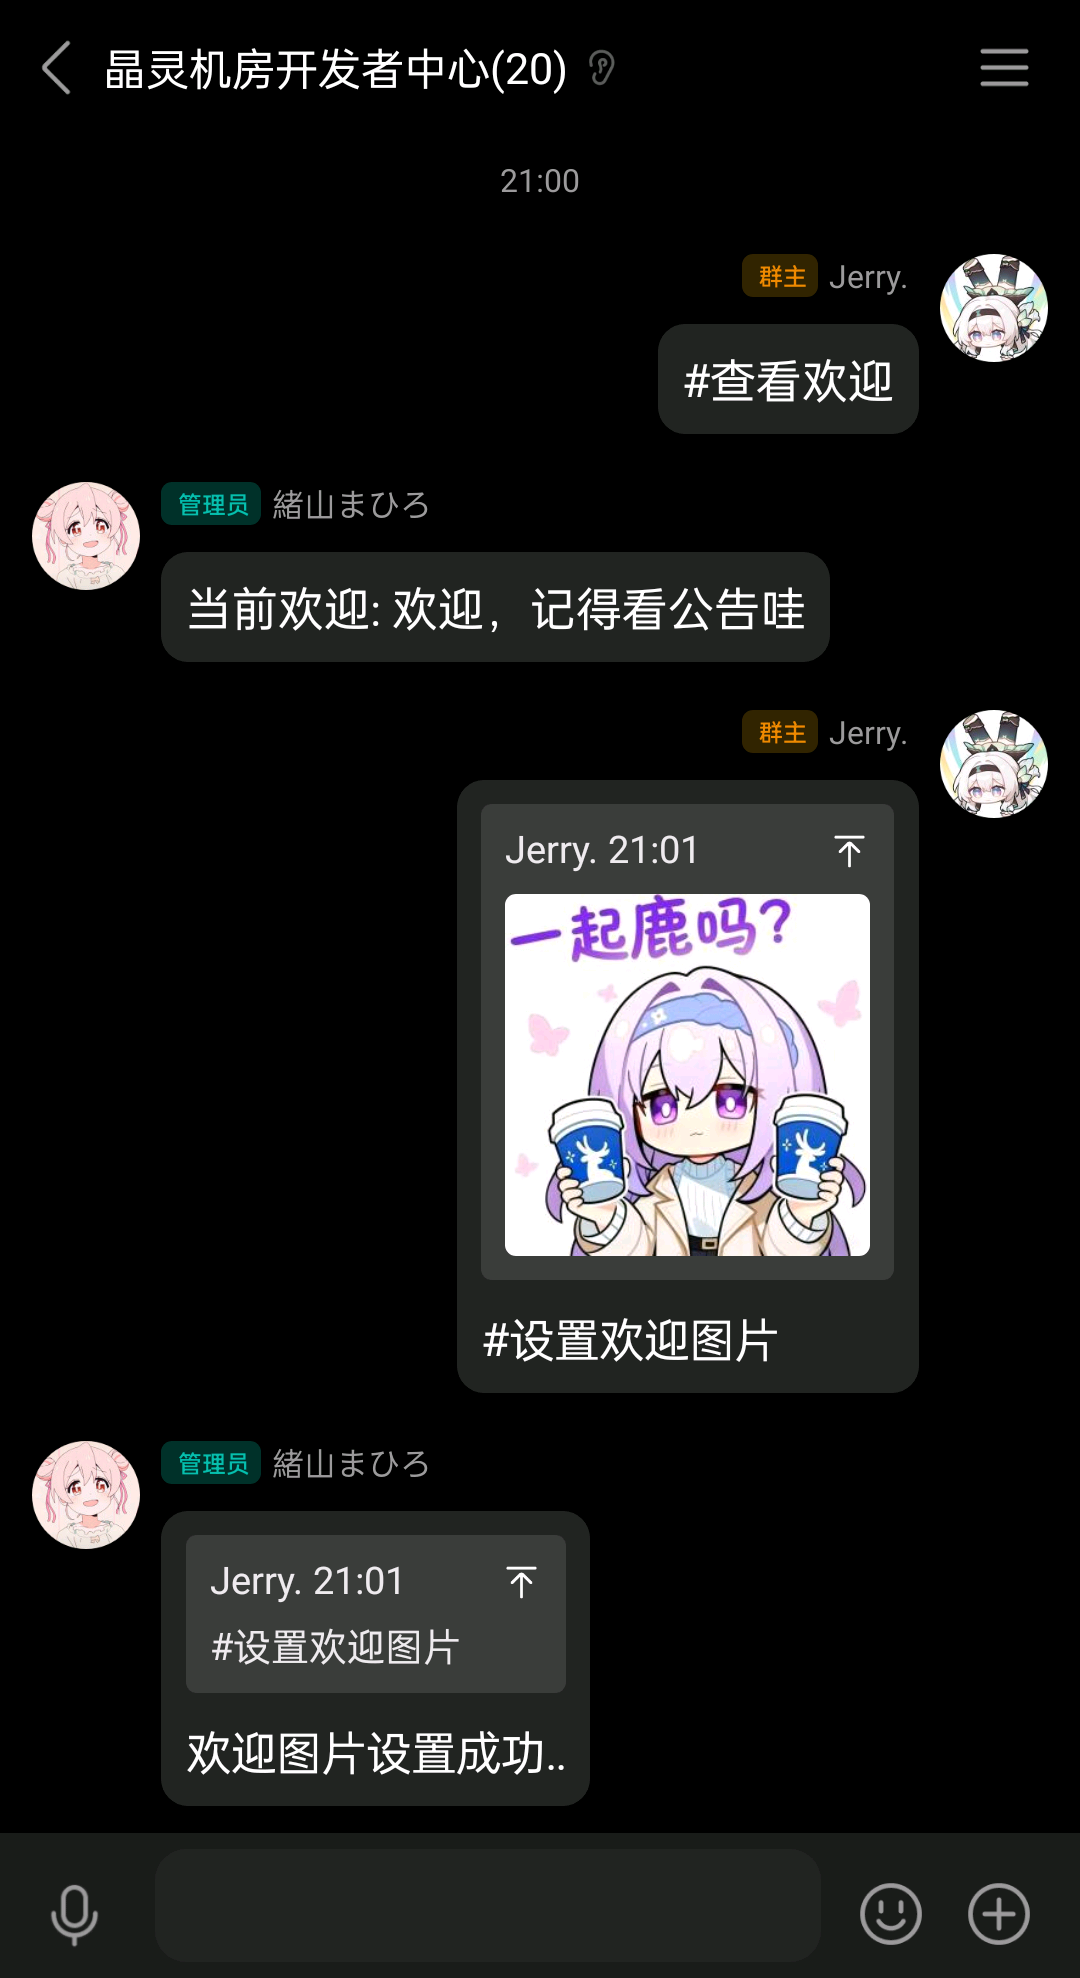 晶灵机房开发者中心(20)
21:00
群主 Jerry.
#查看欢迎
管理员 緒山まひろ
当前欢迎: 欢迎，记得看公告哇
群主 Jerry.
Jerry. 21:01
一起鹿吗?
#设置欢迎图片
管理员 緒山まひろ
Jerry. 21:01
#设置欢迎图片
欢迎图片设置成功..